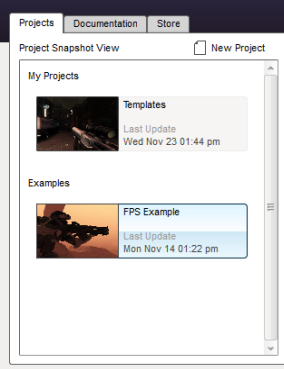 Projects Documentation Store
Project Snapshot View New Project
My Projects
Templates
Last Update
Wed Nov 23 01:44 pm
Examples
FPS Example
Last Update
Mon Nov 14 01:22 pm